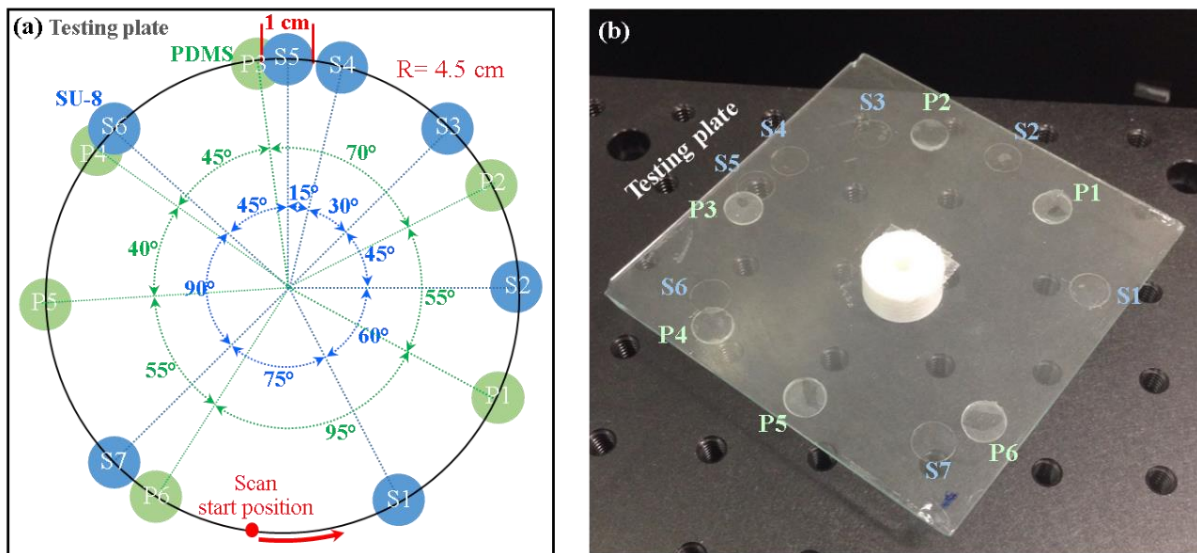 (a) Testing plate
1 cm
PDMS
P3
S5
S4
R= 4.5 cm
SU-8
S6
S3
P4
45°
70°
P2
45°
15°
30°
40°
45°
P5
90°
55°
S2
60°
55°
75°
P1
95°
S7
P6
Scan
start position
S1
(b)
Testing plate
S3
P2
S4
S2
S5
P3
P1
S6
S1
P4
P5
P6
S7